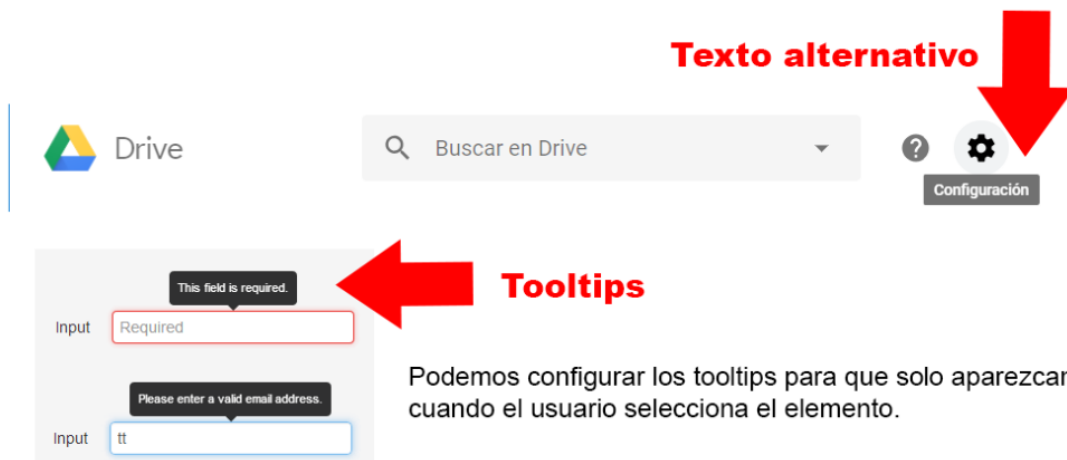 Texto alternativo
Drive
Buscar en Drive
Configuración
This field is required.
Tooltips
Input
Required
Podemos configurar los tooltips para que solo aparezcan
cuando el usuario selecciona el elemento.
Please enter a valid email address.
Input
tt